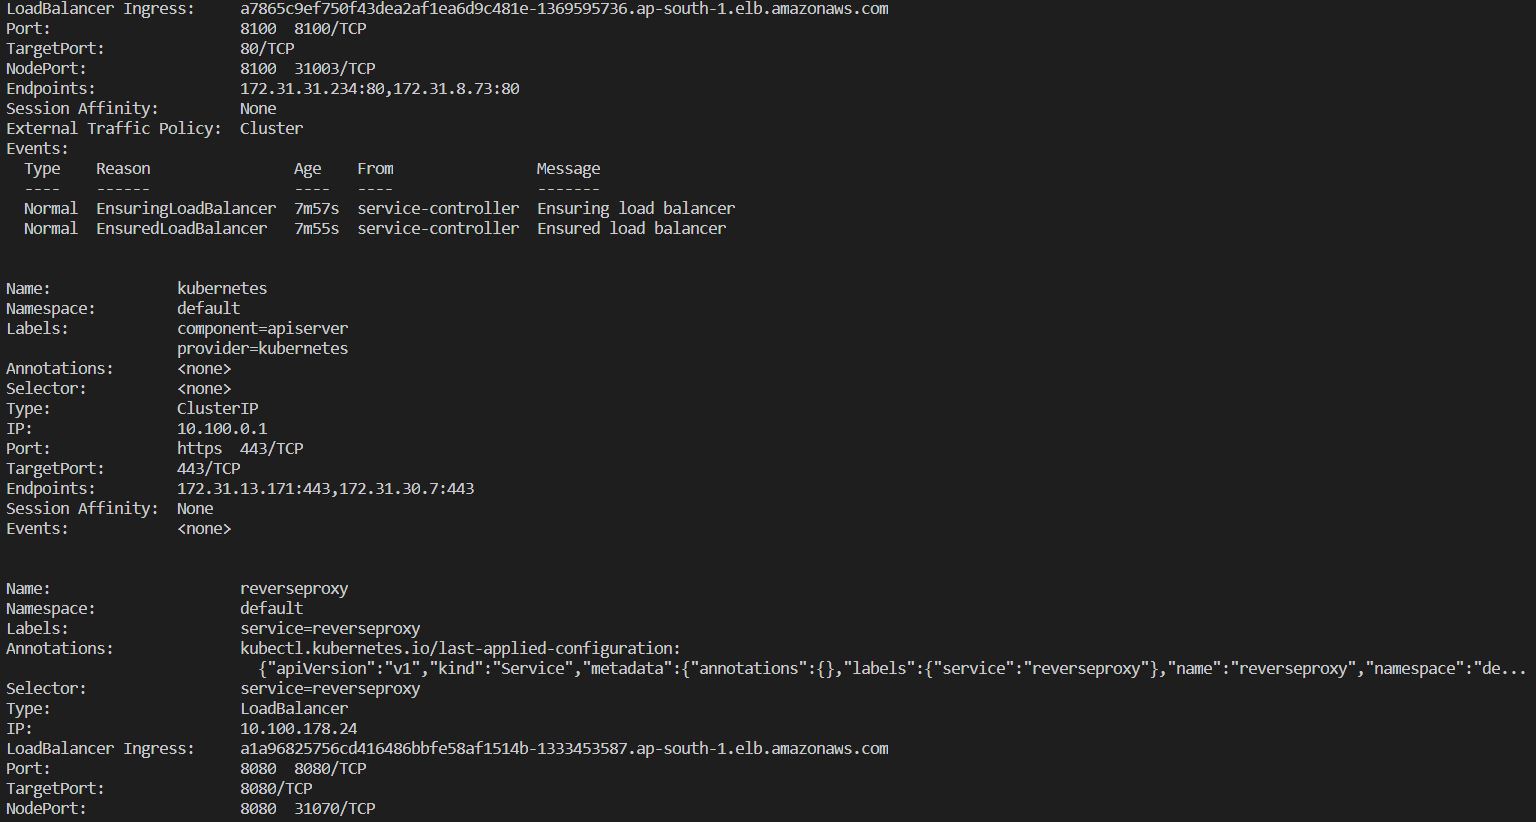 LoadBalancer Ingress:     a7865c9ef750f43dea2af1ea6d9c481e-1369595736.ap-south-1.elb.amazonaws.com
Port:                     8100  8100/TCP
TargetPort:               80/TCP
NodePort:                 8100  31003/TCP
Endpoints:                172.31.31.234:80,172.31.8.73:80
Session Affinity:         None
External Traffic Policy:  Cluster
Events:
  Type    Reason                Age    From                Message
  ----    ------                ----   ----                -------
  Normal  EnsuringLoadBalancer  7m57s  service-controller  Ensuring load balancer
  Normal  EnsuredLoadBalancer   7m55s  service-controller  Ensured load balancer
Name:              kubernetes
Namespace:         default
Labels:            component=apiserver
                   provider=kubernetes
Annotations:       <none>
Selector:          <none>
Type:              ClusterIP
IP:                10.100.0.1
Port:              https  443/TCP
TargetPort:        443/TCP
Endpoints:         172.31.13.171:443,172.31.30.7:443
Session Affinity:  None
Events:            <none>
Name:                     reverseproxy
Namespace:                default
Labels:                   service=reverseproxy
Annotations:              kubectl.kubernetes.io/last-applied-configuration:
                            {"apiVersion":"v1","kind":"Service","metadata":{"annotations":{},"labels":{"service":"reverseproxy"},"name":"reverseproxy","namespace":"de...
Selector:                 service=reverseproxy
Type:                     LoadBalancer
IP:                       10.100.178.24
LoadBalancer Ingress:     a1a96825756cd416486bbfe58af1514b-1333453587.ap-south-1.elb.amazonaws.com
Port:                     8080  8080/TCP
TargetPort:               8080/TCP
NodePort:                 8080  31070/TCP